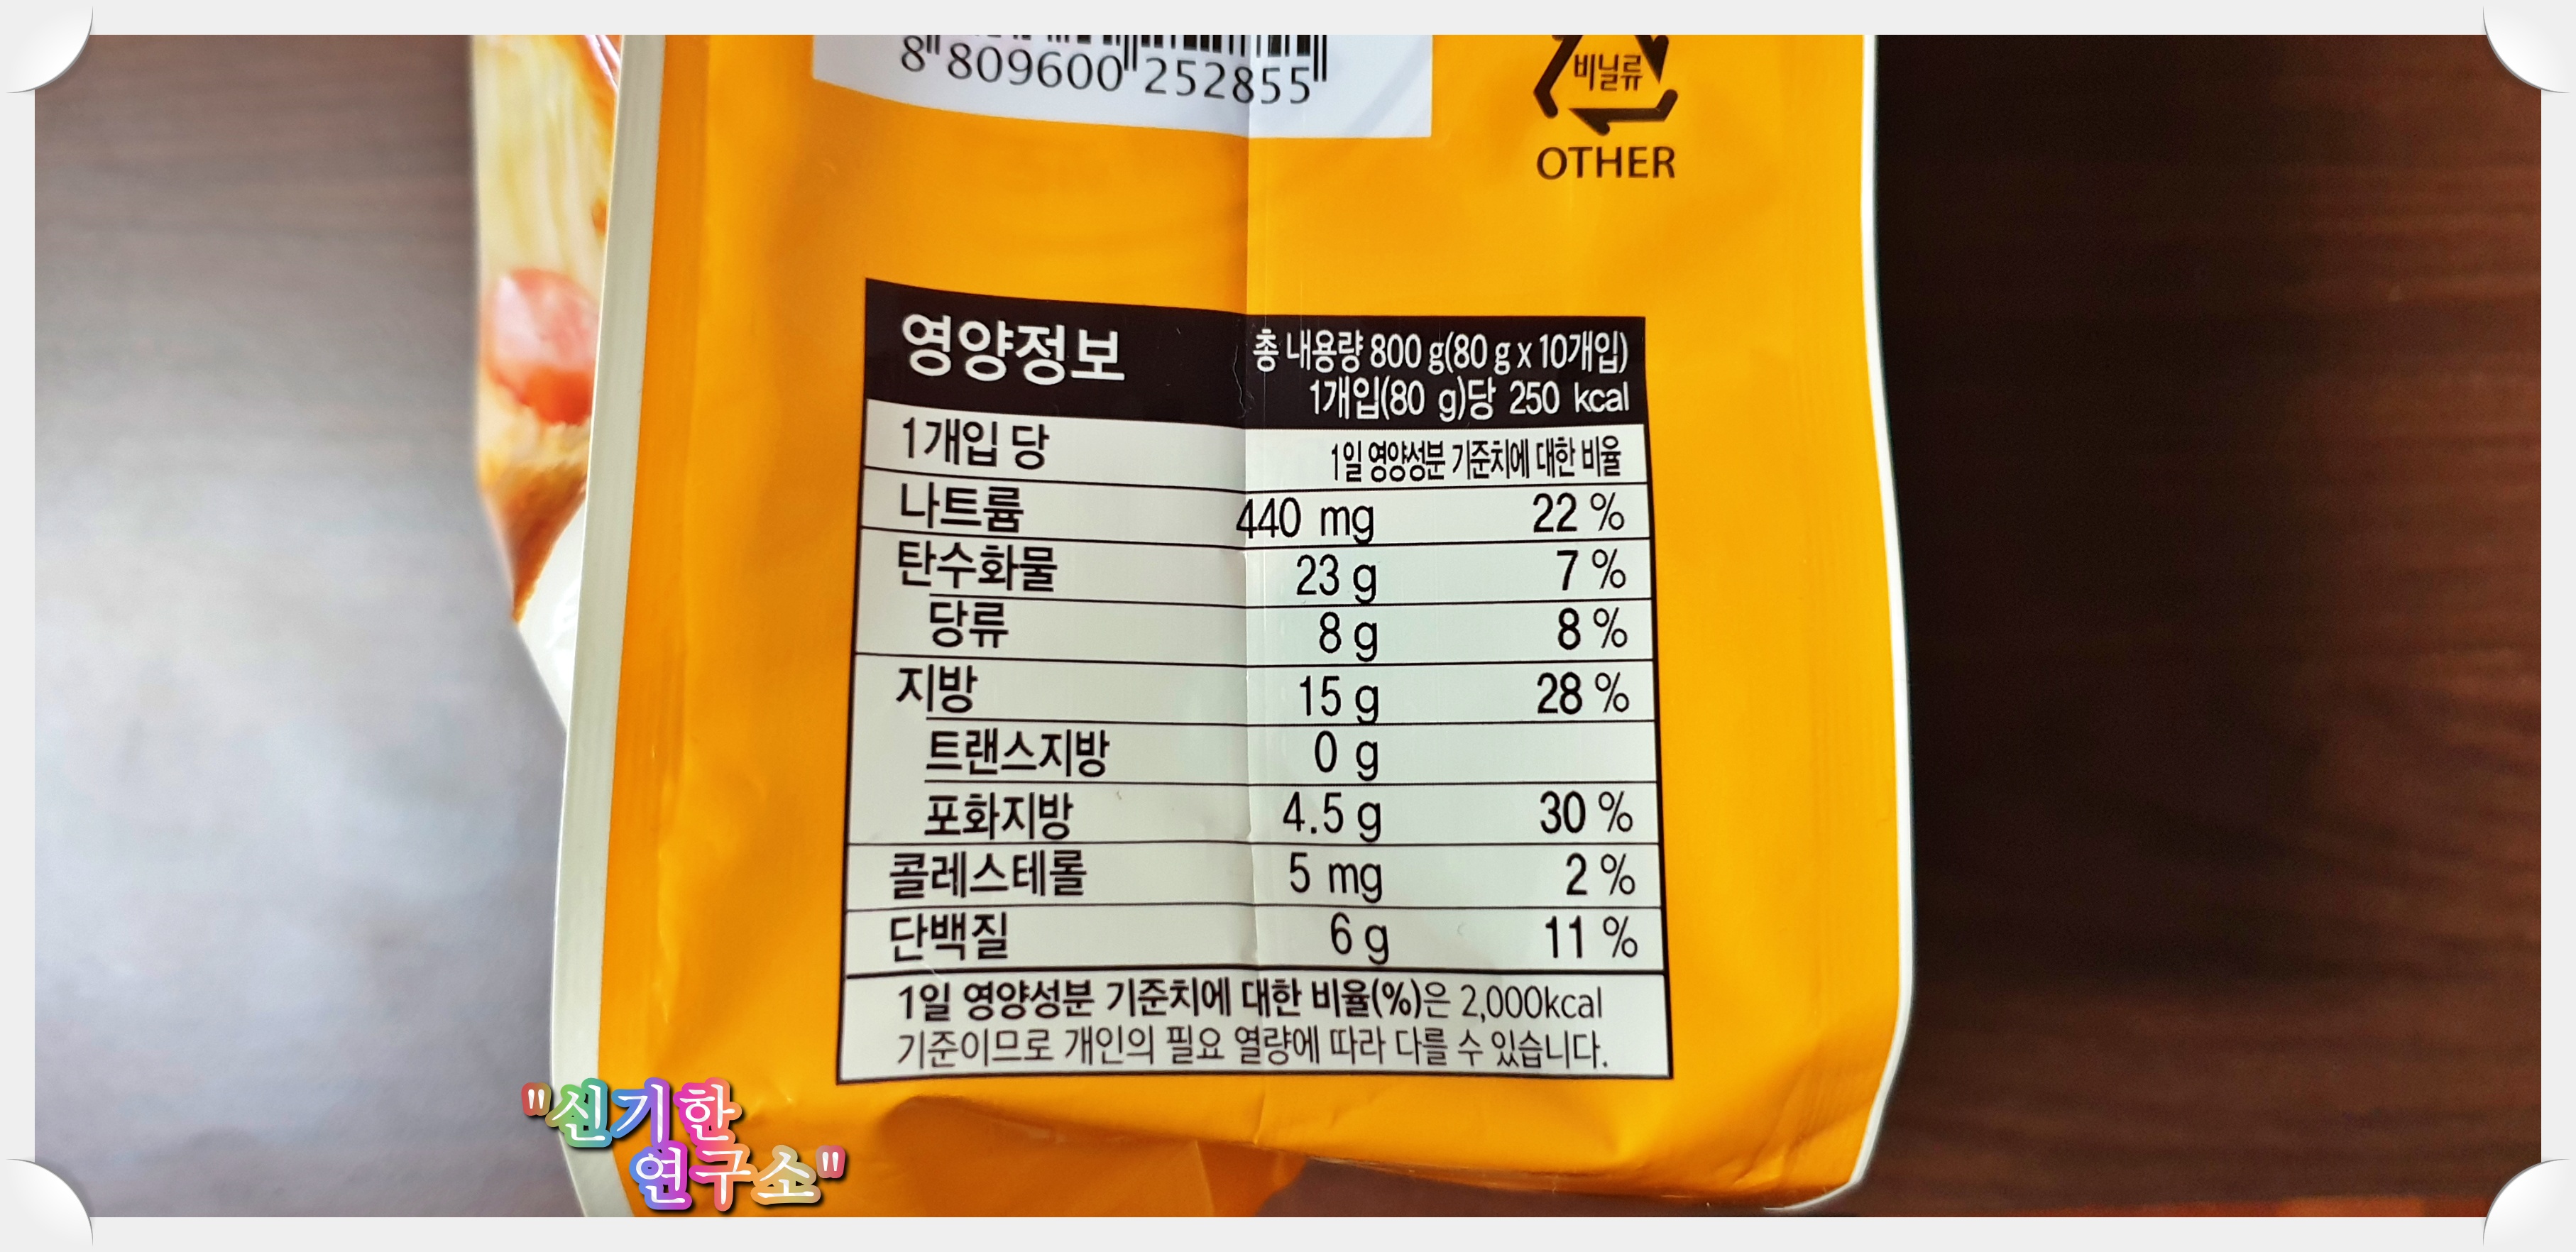 8 809600 252855
비닐류
OTHER
영양정보
총 내용량 800 g(80 g x 10개입)
1개입(80 g)당 250 kcal
1개입 당
1일 영양성분 기준치에 대한 비율
나트륨 440 mg 22 %
탄수화물 23 g 7 %
당류 8 g 8 %
지방 15 g 28 %
트랜스지방 0 g
포화지방 4.5 g 30 %
콜레스테롤 5 mg 2 %
단백질 6 g 11 %
1일 영양성분 기준치에 대한 비율(%)은 2,000kcal
기준이므로 개인의 필요 열량에 따라 다를 수 있습니다.
"신기한
연구소"